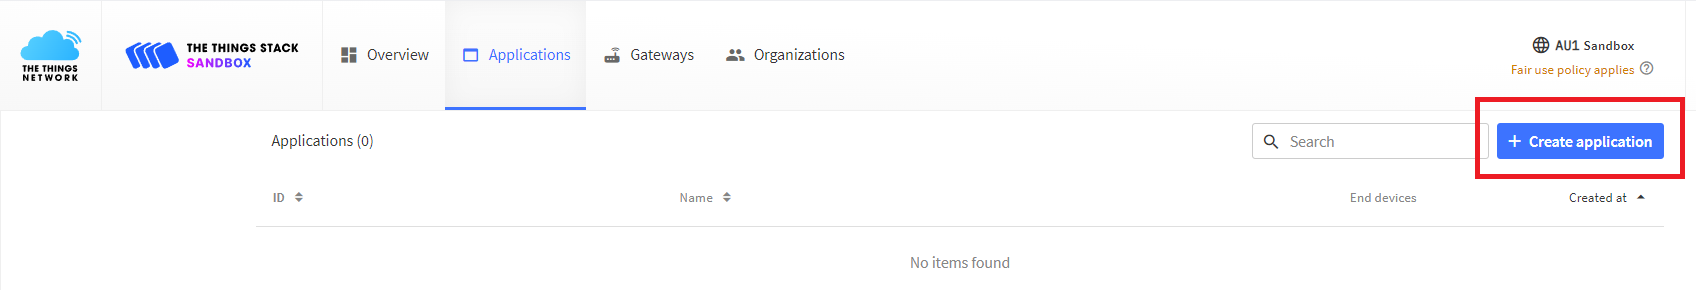 THE THINGS
NETWORK
THE THINGS STACK
SANDBOX
Overview
Applications
Gateways
Organizations
AU1 Sandbox
Fair use policy applies
Applications (0)
Search
+ Create application
ID
Name
End devices
Created at
No items found